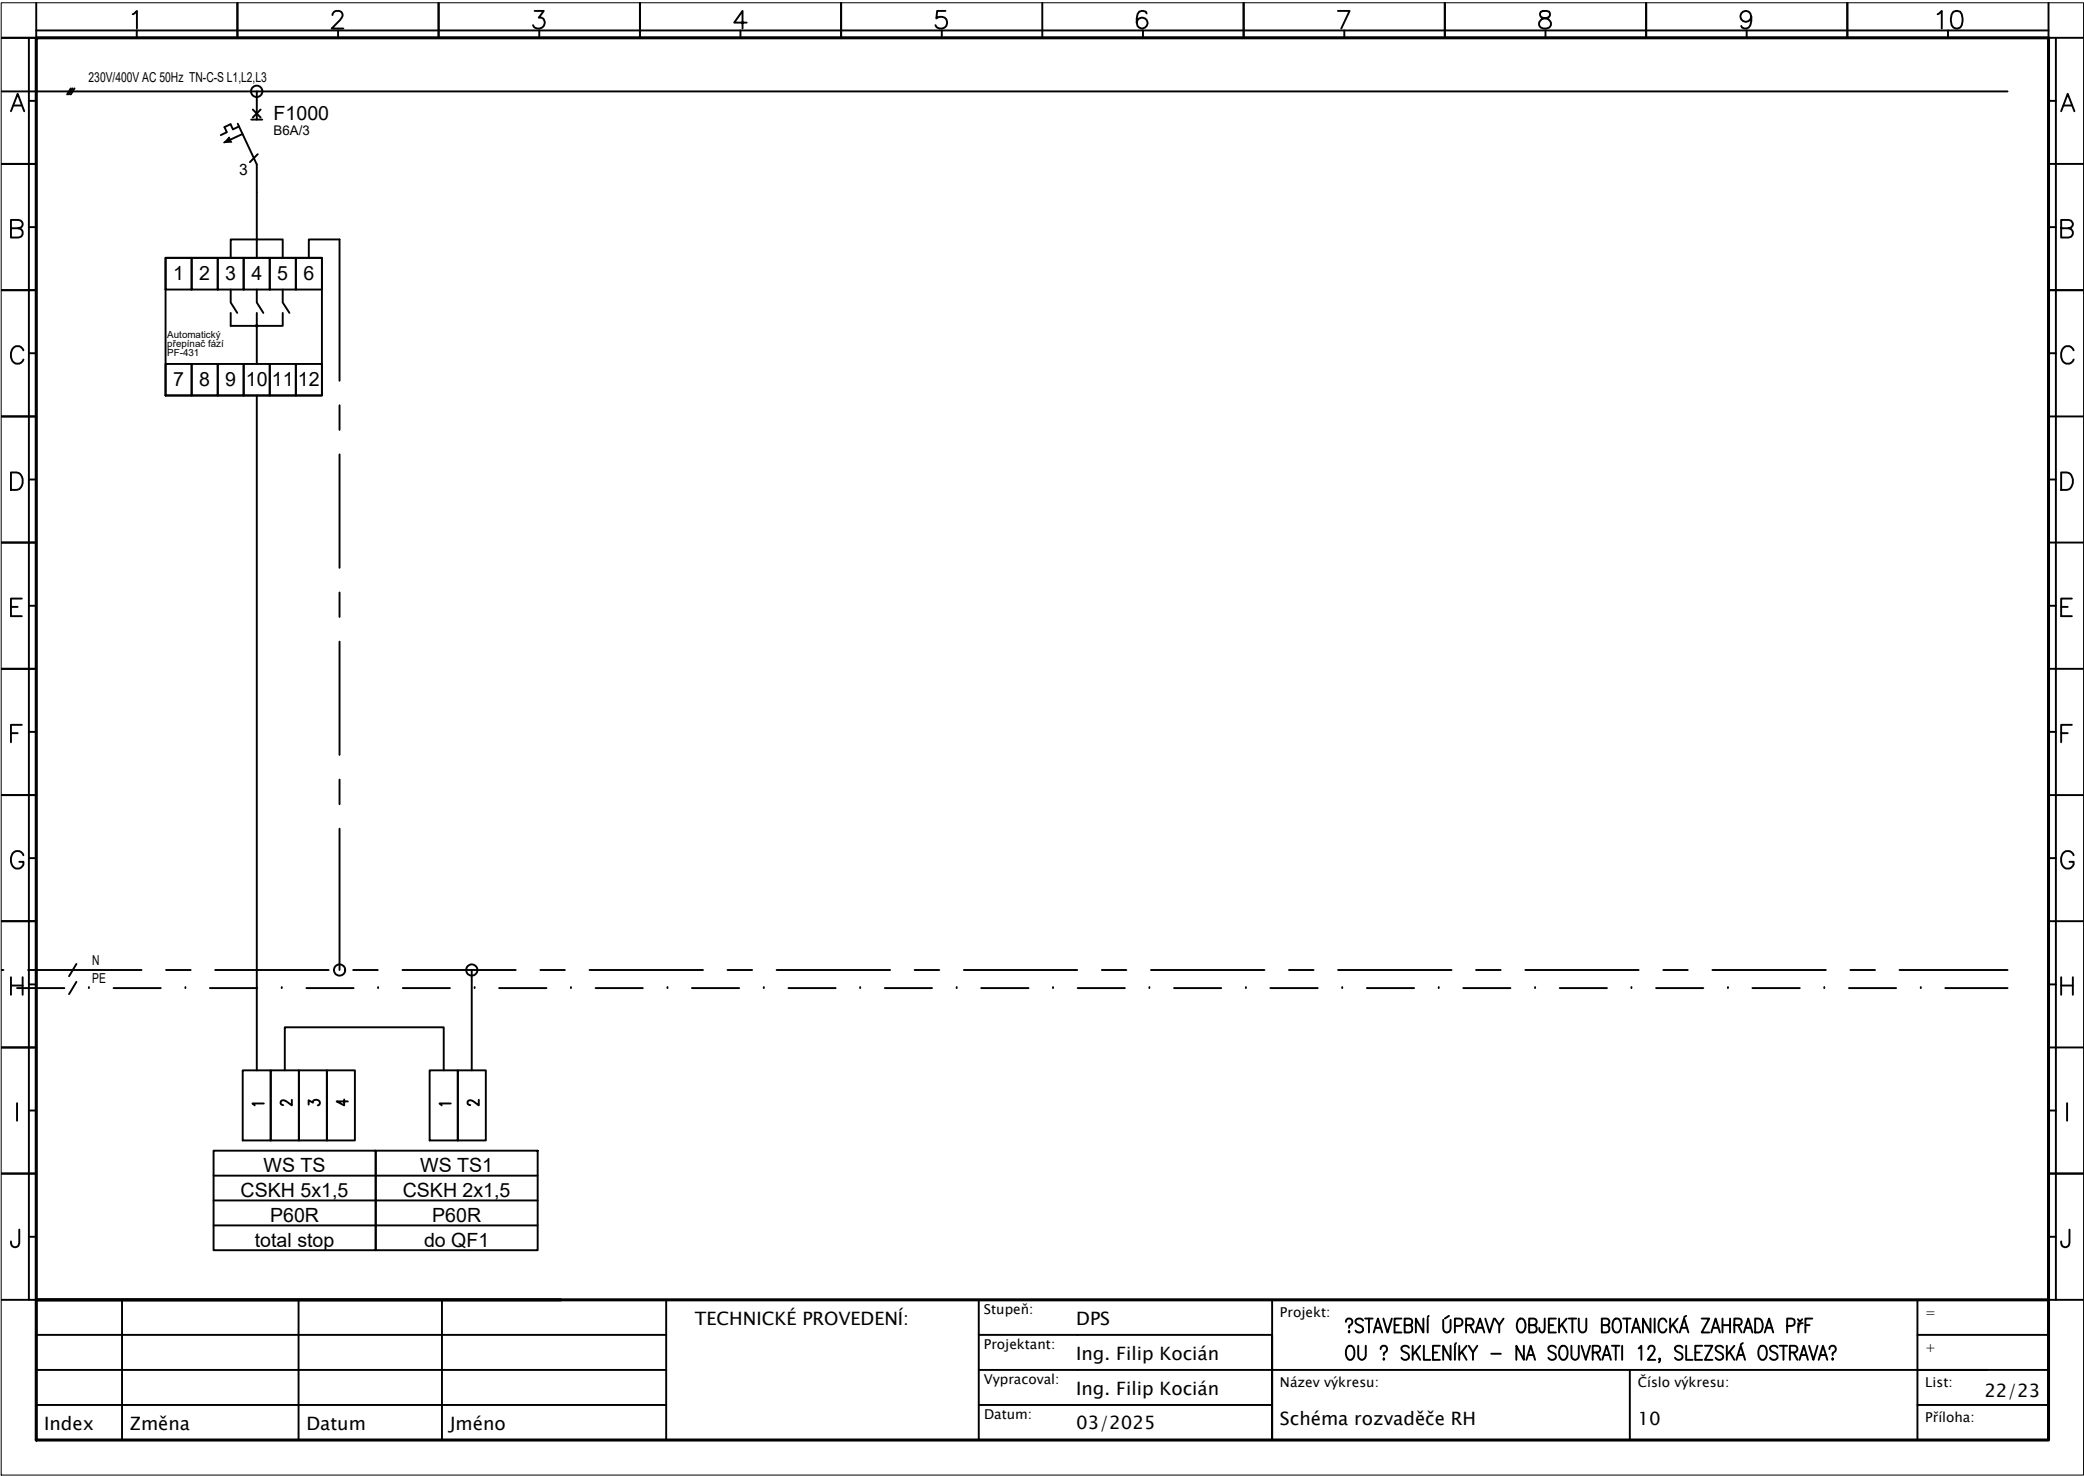 1 2 3 4 5 6 7 8 9 10
230V/400V AC 50Hz TN-C-S L1,L2,L3
A A
F1000
B6A/3
3
B B
1 2 3 4 5 6
Automatický
přepínač fází
PF-431
C C
7 8 9 10 11 12
D D
E E
F F
G G
N
PE
H H
1 2 3 4 1 2
I I
WS TS WS TS1
CSKH 5x1,5 CSKH 2x1,5
P60R P60R
total stop do QF1
J J
TECHNICKÉ PROVEDENÍ:
Index Změna Datum Jméno
Stupeň: DPS
Projektant: Ing. Filip Kocián
Vypracoval: Ing. Filip Kocián
Datum: 03/2025
Projekt: ?STAVEBNÍ ÚPRAVY OBJEKTU BOTANICKÁ ZAHRADA PřF
OU ? SKLENÍKY – NA SOUVRATI 12, SLEZSKÁ OSTRAVA?
Název výkresu:
Schéma rozvaděče RH
Číslo výkresu:
10
=
+
List: 22/23
Příloha: